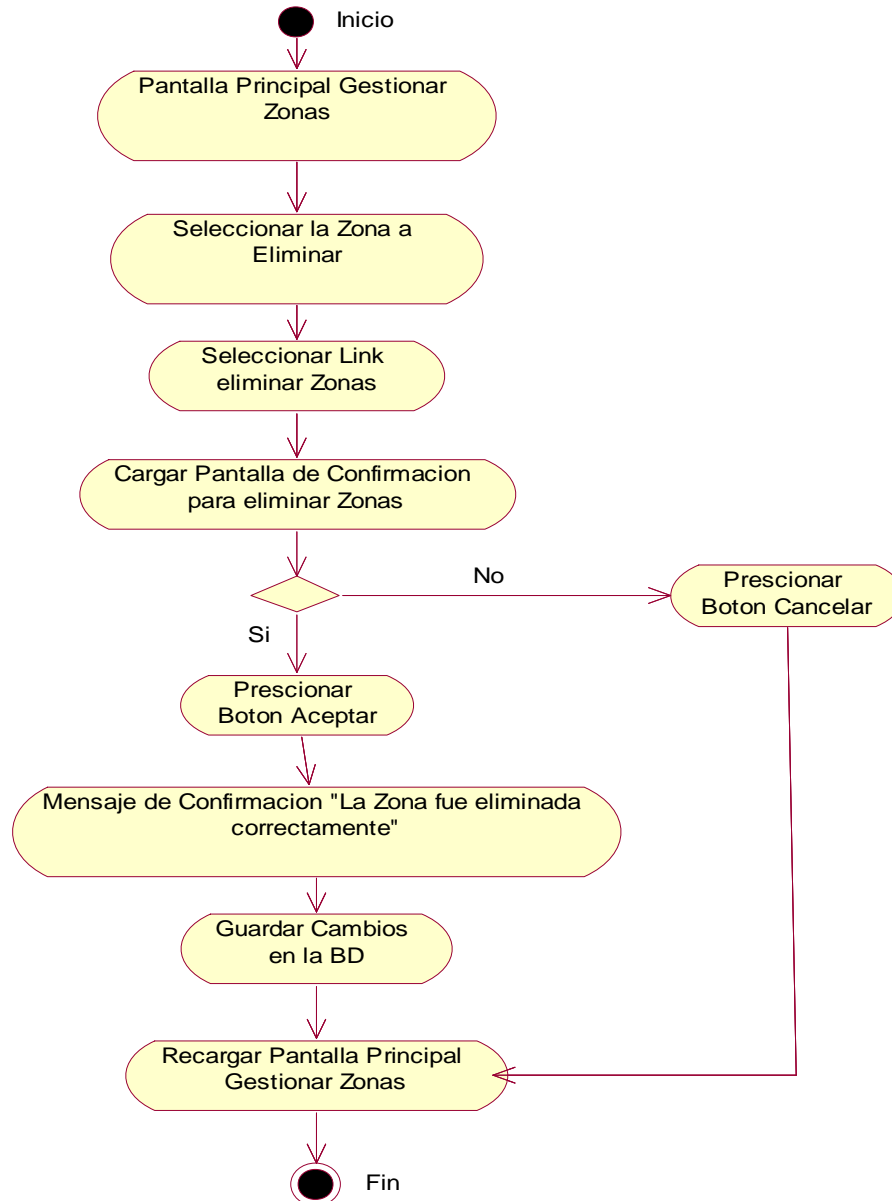 Inicio
Pantalla Principal Gestionar
Zonas
Seleccionar la Zona a
Eliminar
Seleccionar Link
eliminar Zonas
Cargar Pantalla de Confirmacion
para eliminar Zonas
No
Prescionar
Boton Cancelar
Si
Prescionar
Boton Aceptar
Mensaje de Confirmacion "La Zona fue eliminada
correctamente"
Guardar Cambios
en la BD
Recargar Pantalla Principal
Gestionar Zonas
Fin